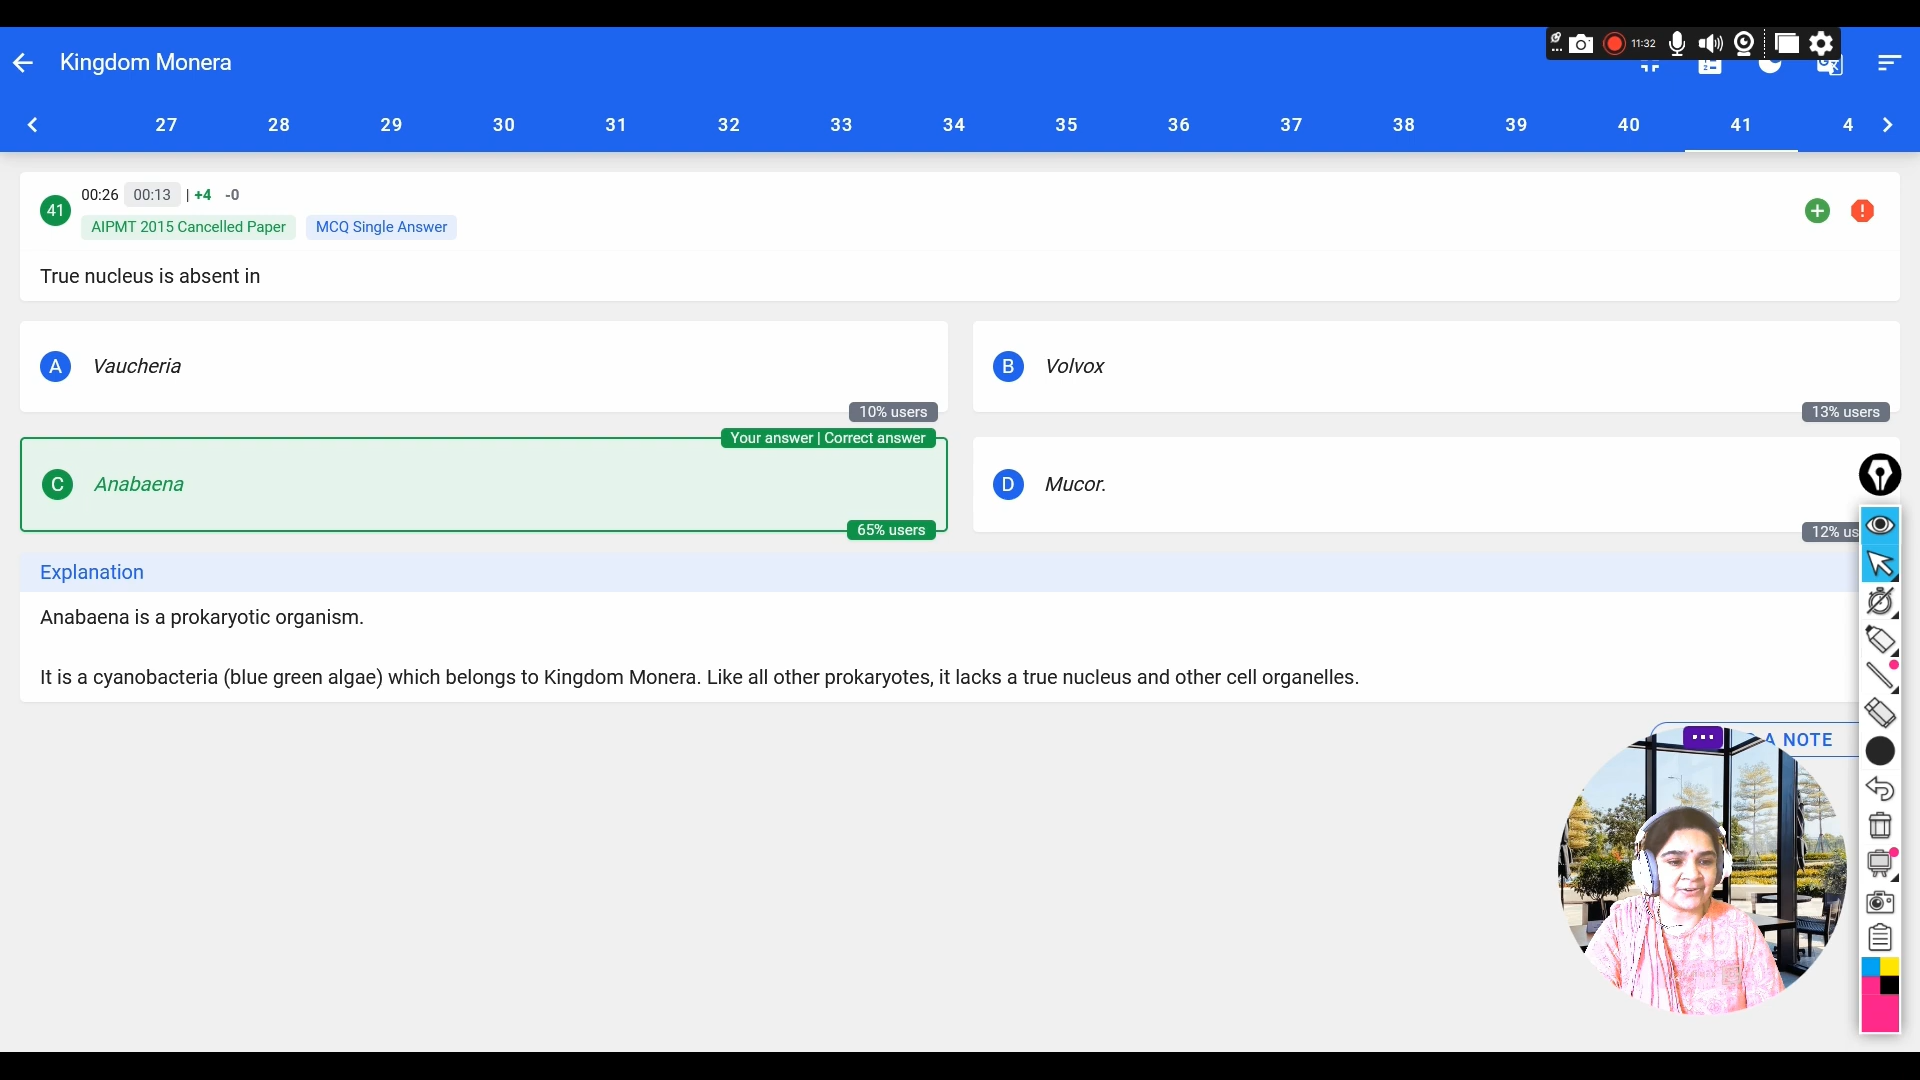 Kingdom Monera
11:32
27 28 29 30 31 32 33 34 35 36 37 38 39 40 41 4
41 00:26 00:13 | +4 -0
AIPMT 2015 Cancelled Paper MCQ Single Answer
True nucleus is absent in
A Vaucheria
10% users
B Volvox
13% users
Your answer | Correct answer
C Anabaena
65% users
D Mucor.
12% us
Explanation
Anabaena is a prokaryotic organism.
It is a cyanobacteria (blue green algae) which belongs to Kingdom Monera. Like all other prokaryotes, it lacks a true nucleus and other cell organelles.
A NOTE